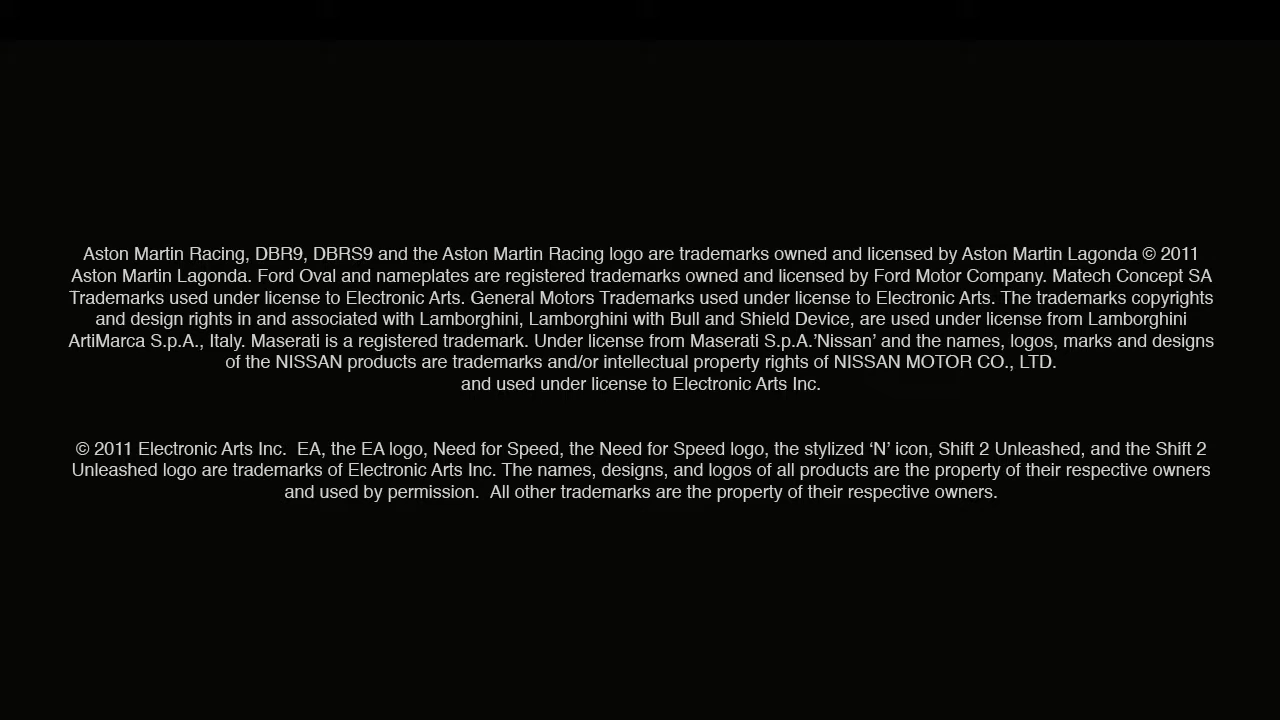 Aston Martin Racing, DBR9, DBRS9 and the Aston Martin Racing logo are trademarks owned and licensed by Aston Martin Lagonda © 2011
Aston Martin Lagonda. Ford Oval and nameplates are registered trademarks owned and licensed by Ford Motor Company. Matech Concept SA
Trademarks used under license to Electronic Arts. General Motors Trademarks used under license to Electronic Arts. The trademarks copyrights
and design rights in and associated with Lamborghini, Lamborghini with Bull and Shield Device, are used under license from Lamborghini
ArtiMarca S.p.A., Italy. Maserati is a registered trademark. Under license from Maserati S.p.A.’Nissan’ and the names, logos, marks and designs
of the NISSAN products are trademarks and/or intellectual property rights of NISSAN MOTOR CO., LTD.
and used under license to Electronic Arts Inc.
© 2011 Electronic Arts Inc.  EA, the EA logo, Need for Speed, the Need for Speed logo, the stylized ‘N’ icon, Shift 2 Unleashed, and the Shift 2
Unleashed logo are trademarks of Electronic Arts Inc. The names, designs, and logos of all products are the property of their respective owners
and used by permission.  All other trademarks are the property of their respective owners.